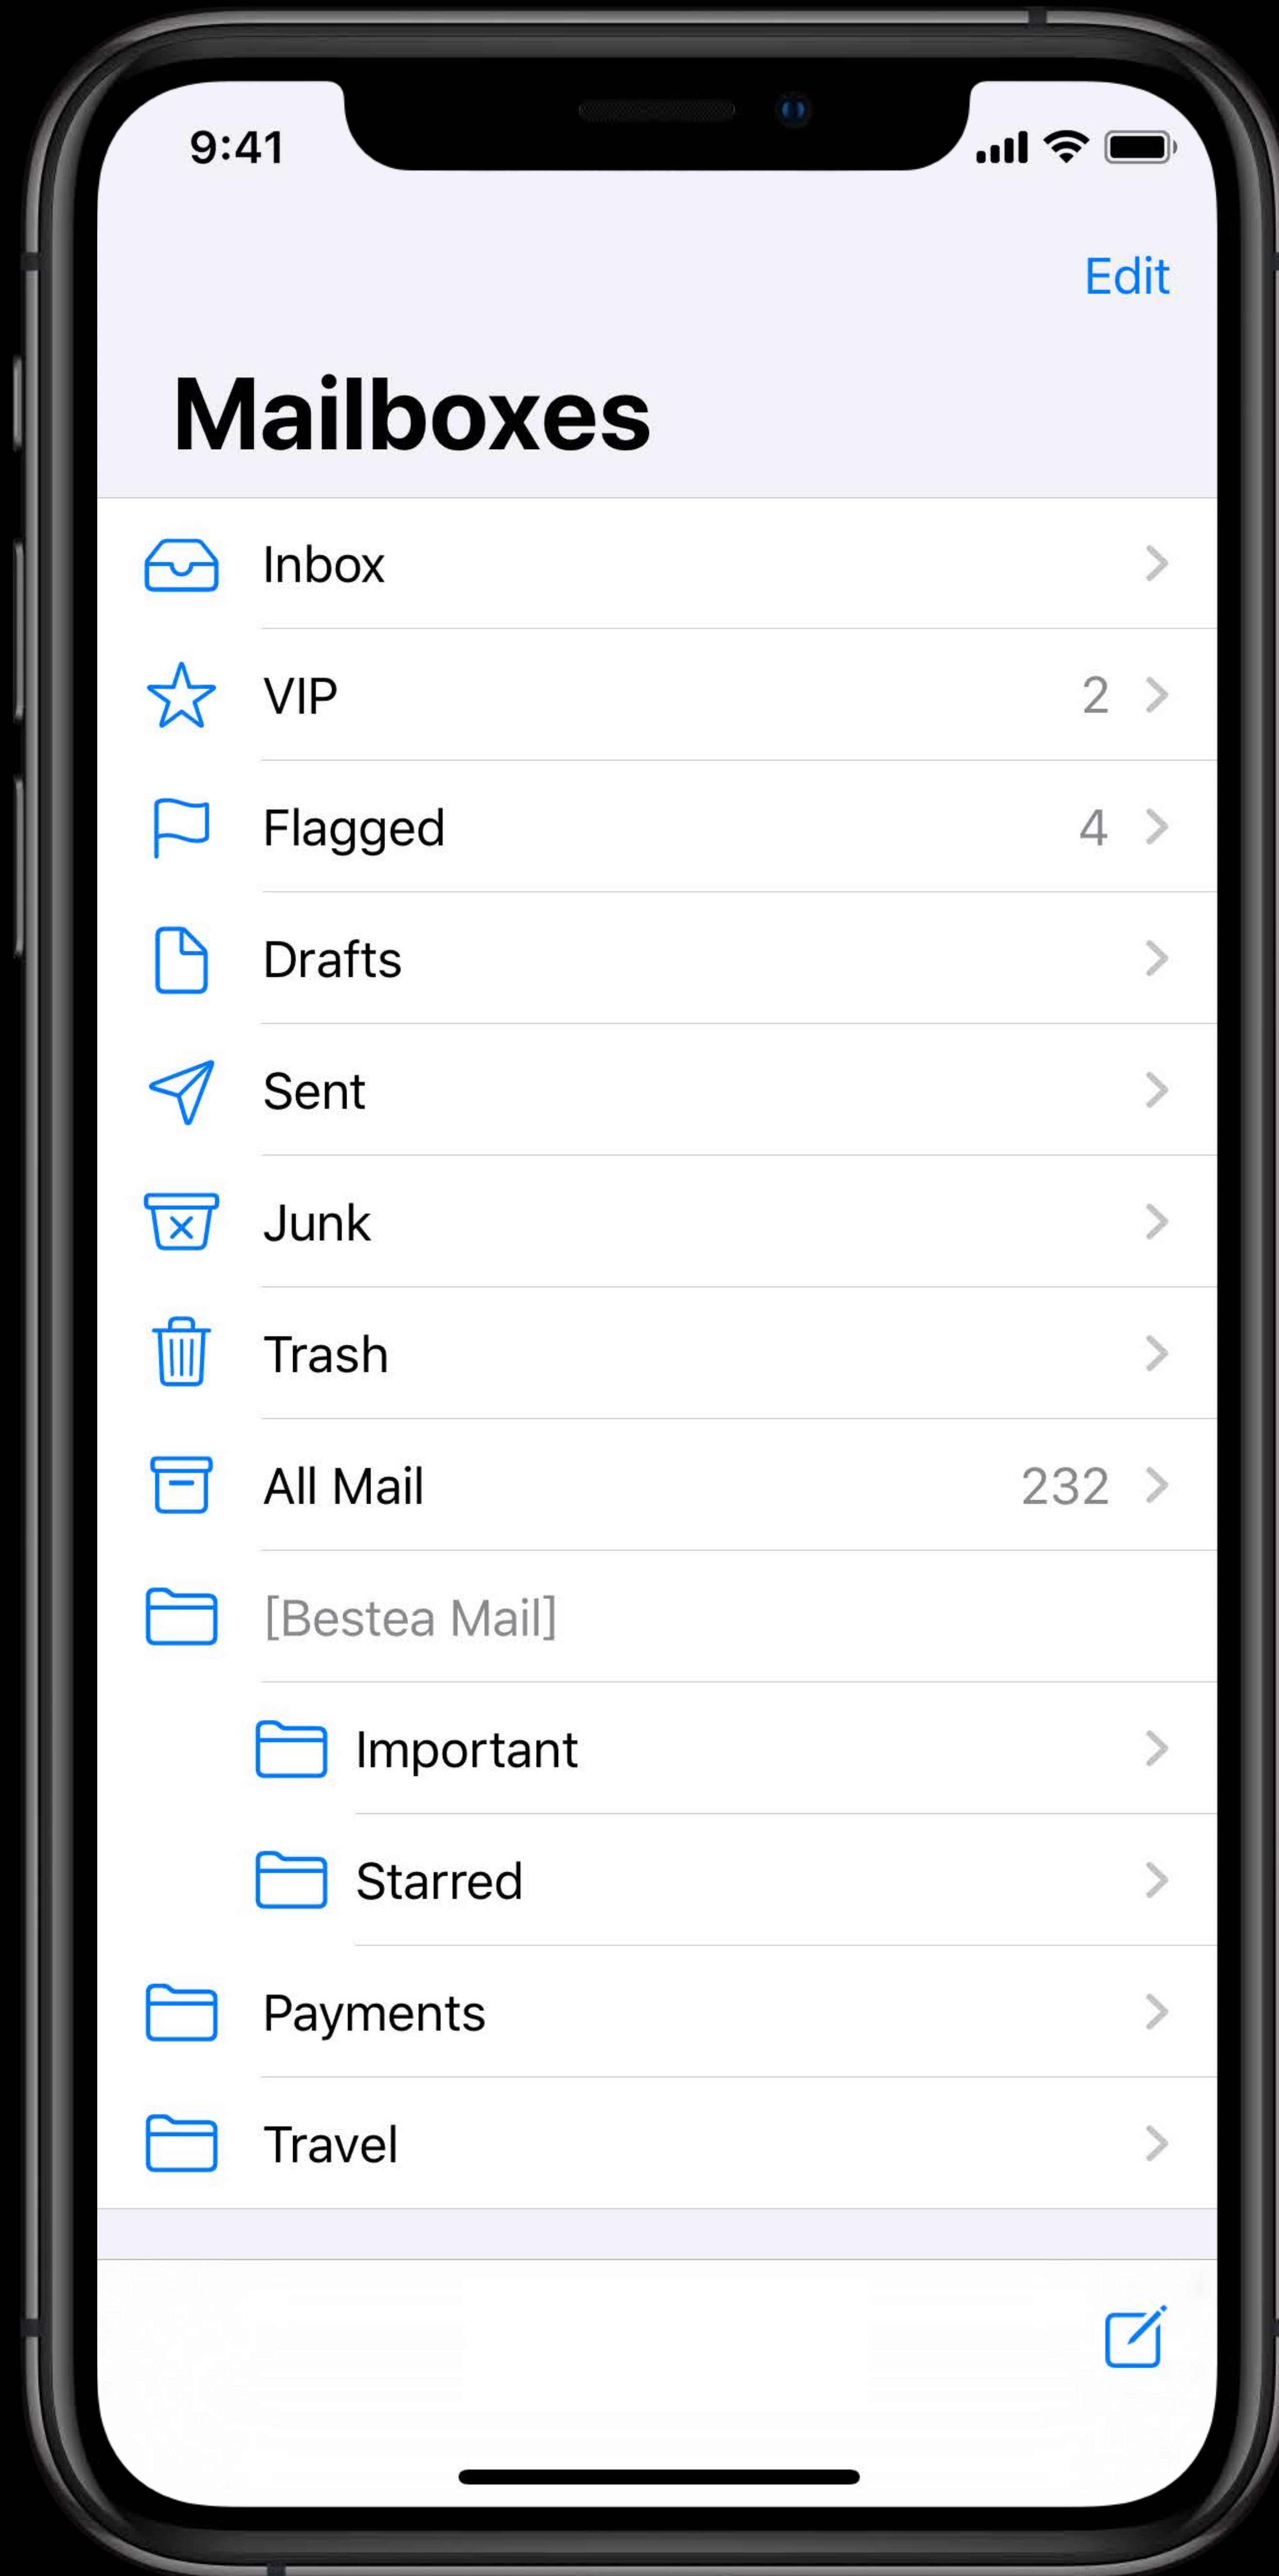 9:41
Edit
Mailboxes
Inbox
VIP 2
Flagged 4
Drafts
Sent
Junk
Trash
All Mail 232
[Bestea Mail]
Important
Starred
Payments
Travel